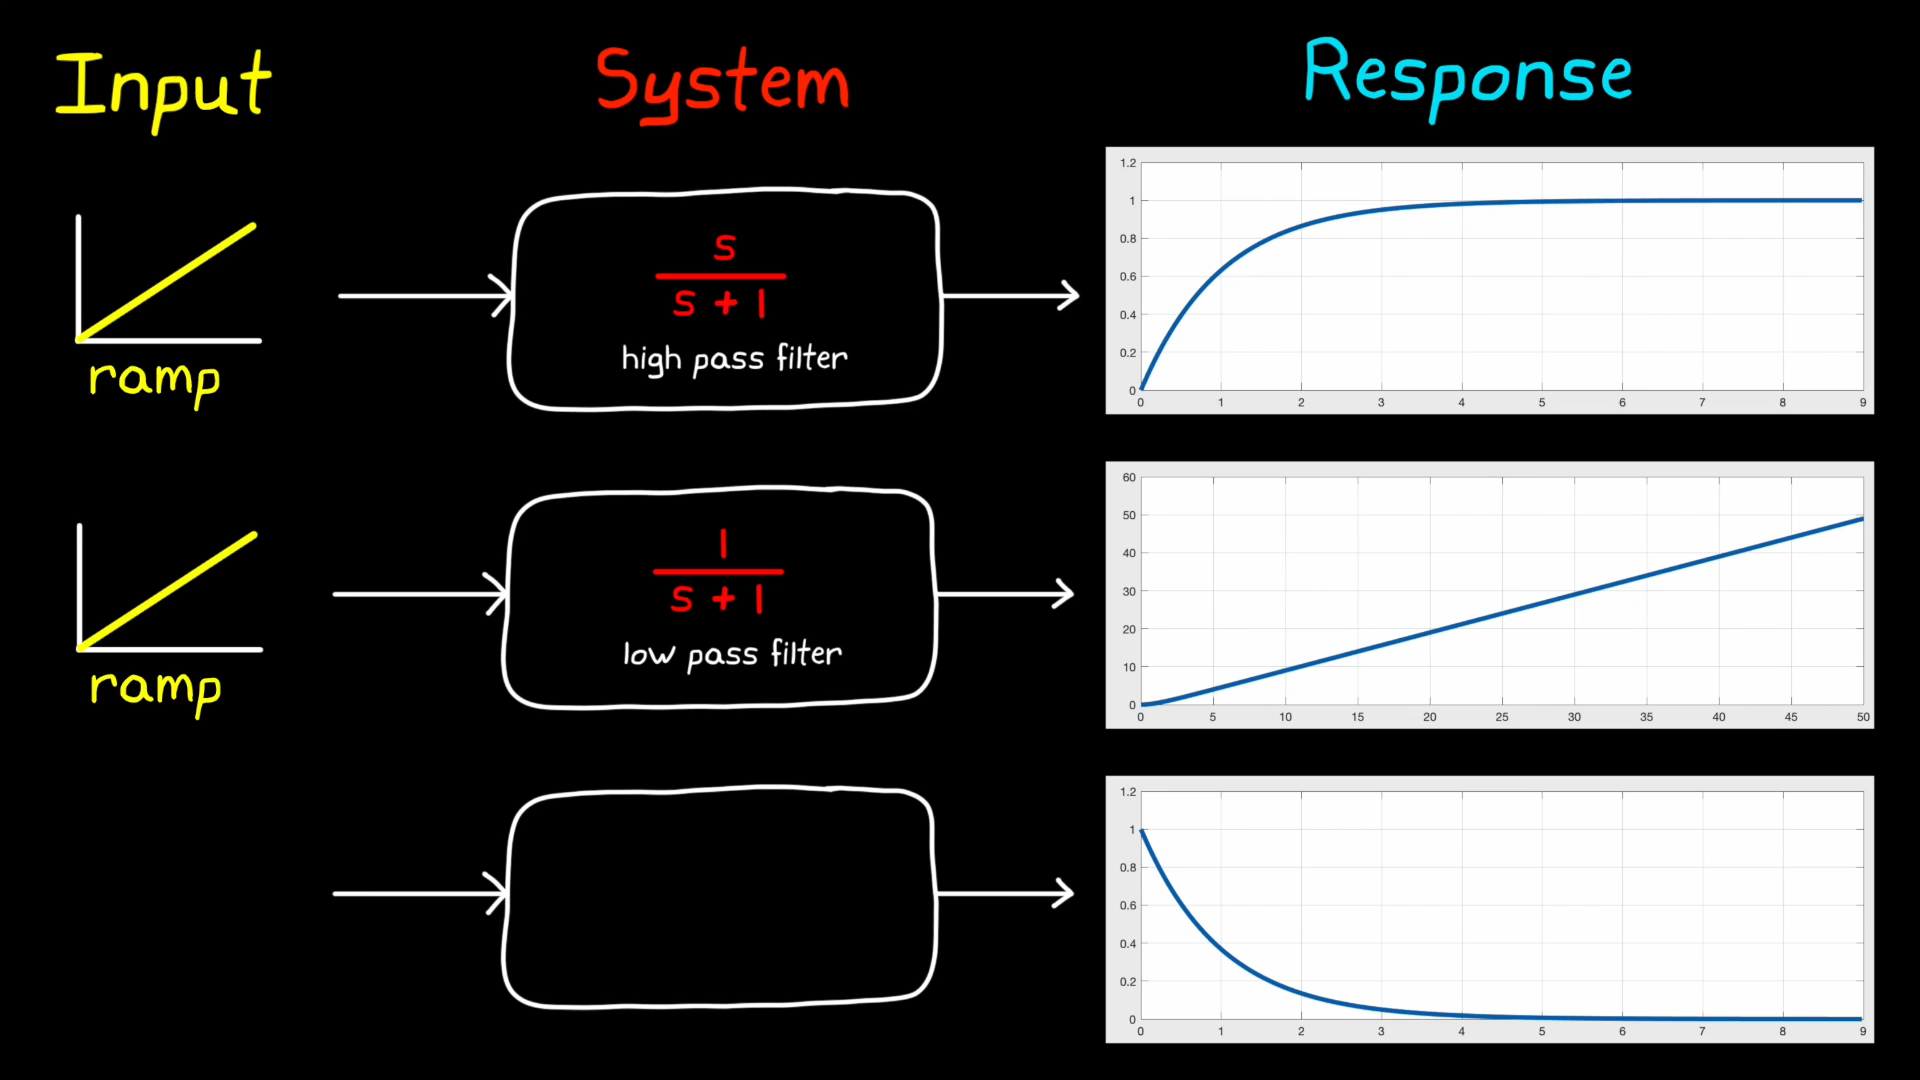 Input
System
Response
ramp
s
s + 1
high pass filter
1.2
1
0.8
0.6
0.4
0.2
0
0 1 2 3 4 5 6 7 8 9
ramp
1
s + 1
low pass filter
60
50
40
30
20
10
0
0 5 10 15 20 25 30 35 40 45 50
1.2
1
0.8
0.6
0.4
0.2
0
0 1 2 3 4 5 6 7 8 9